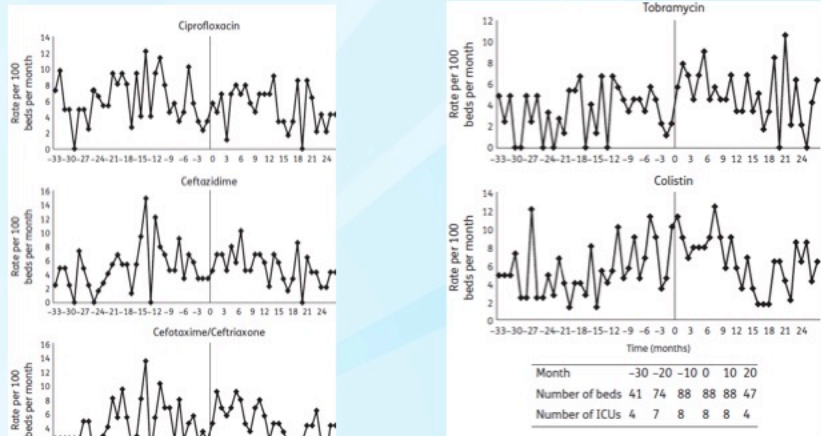 Ciprofloxacin
Rate per 100
beds per month
14
12
10
8
6
4
2
0
-33-30-27-24-21-18-15-12-9 -6 -3 0 3 6 9 12 15 18 21 24
Ceftazidime
Rate per 100
beds per month
16
14
12
10
8
6
4
2
0
-33-30-27-24-21-18-15-12-9 -6 -3 0 3 6 9 12 15 18 21 24
Cefotaxime/Ceftriaxone
Rate per 100
beds per month
16
14
12
10
8
6
4
Tobramycin
Rate per 100
beds per month
12
10
8
6
4
2
0
-33-30-27-24-21-18-15-12 -9 -6 -3 0 3 6 9 12 15 18 21 24
Colistin
Rate per 100
beds per month
14
12
10
8
6
4
2
0
-33-30-27-24-21-18-15-12 -9 -6 -3 0 3 6 9 12 15 18 21 24
Time (months)
Month -30 -20 -10 0 10 20
Number of beds 41 74 88 88 88 47
Number of ICUs 4 7 8 8 8 4